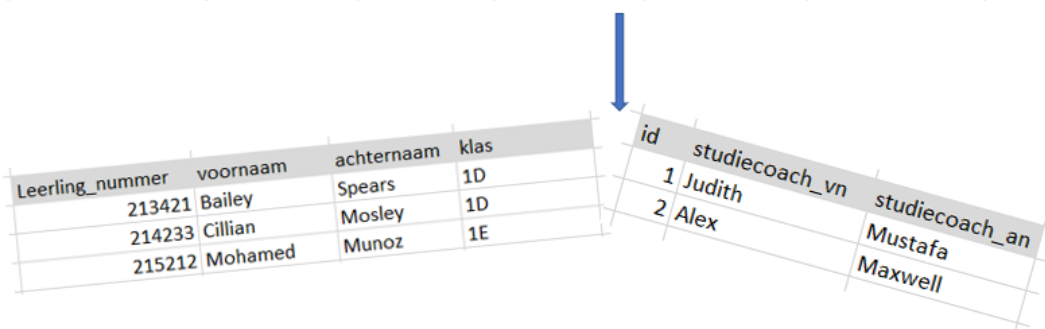 Leerling_nummer voornaam achternaam klas
213421 Bailey Spears 1D
214233 Cillian Mosley 1D
215212 Mohamed Munoz 1E
id studiecoach_vn studiecoach_an
1 Judith Mustafa
2 Alex Maxwell